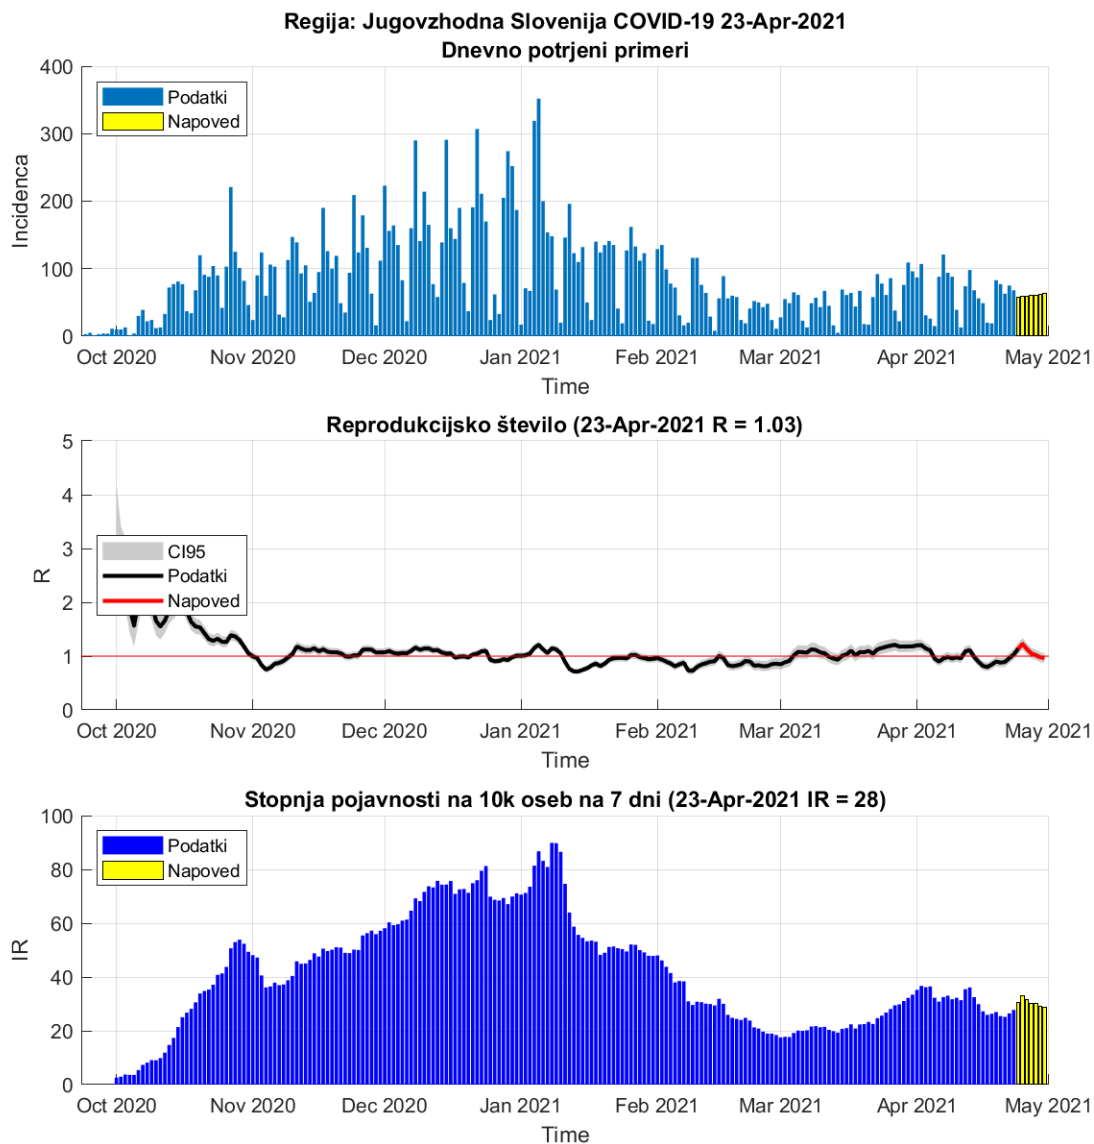 Regija: Jugovzhodna Slovenija COVID-19 23-Apr-2021
Dnevno potrjeni primeri
400
300
200
100
0
Incidenca
Podatki
Napoved
Oct 2020 Nov 2020 Dec 2020 Jan 2021 Feb 2021 Mar 2021 Apr 2021 May 2021
Time
Reprodukcijsko število (23-Apr-2021 R = 1.03)
5
4
3
2
1
0
R
CI95
Podatki
Napoved
Oct 2020 Nov 2020 Dec 2020 Jan 2021 Feb 2021 Mar 2021 Apr 2021 May 2021
Time
Stopnja pojavnosti na 10k oseb na 7 dni (23-Apr-2021 IR = 28)
100
80
60
40
20
0
IR
Podatki
Napoved
Oct 2020 Nov 2020 Dec 2020 Jan 2021 Feb 2021 Mar 2021 Apr 2021 May 2021
Time